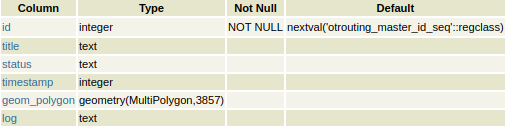 Column Type Not Null Default
id integer NOT NULL nextval('otrouting_master_id_seq'::regclass)
title text
status text
timestamp integer
geom_polygon geometry(MultiPolygon,3857)
log text